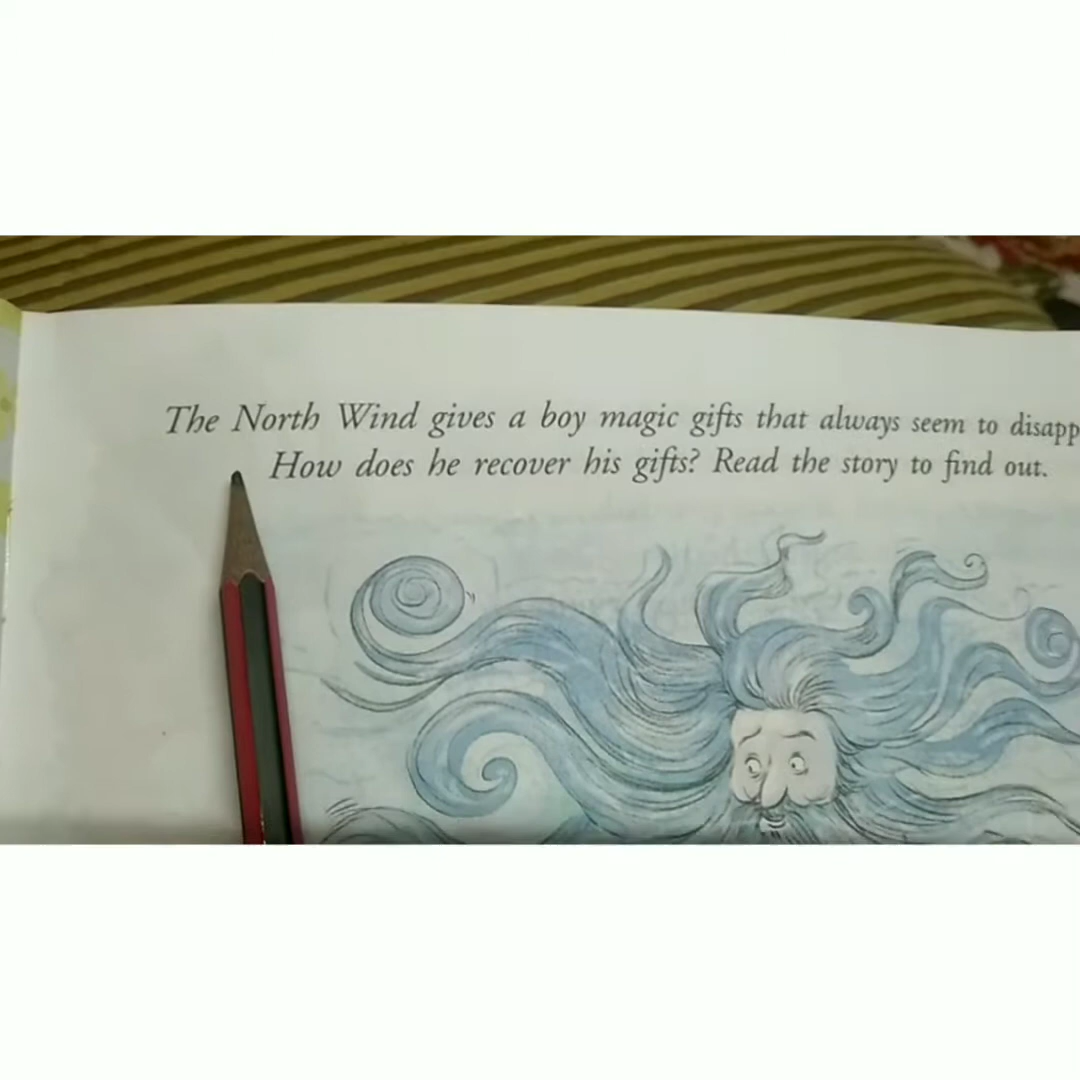 The North Wind gives a boy magic gifts that always seem to
How does he recover his gifts? Read the story to find out.